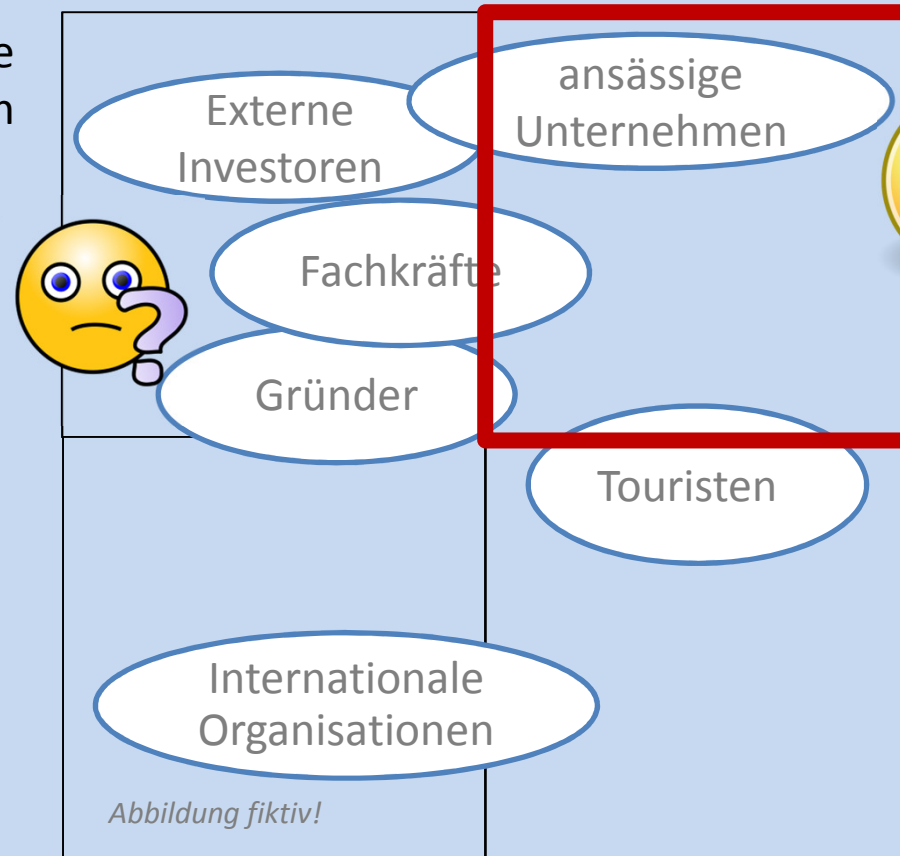 e
n
Externe
Investoren
ansässige
Unternehmen
Fachkräfte
?
Gründer
Touristen
Internationale
Organisationen
Abbildung fiktiv!